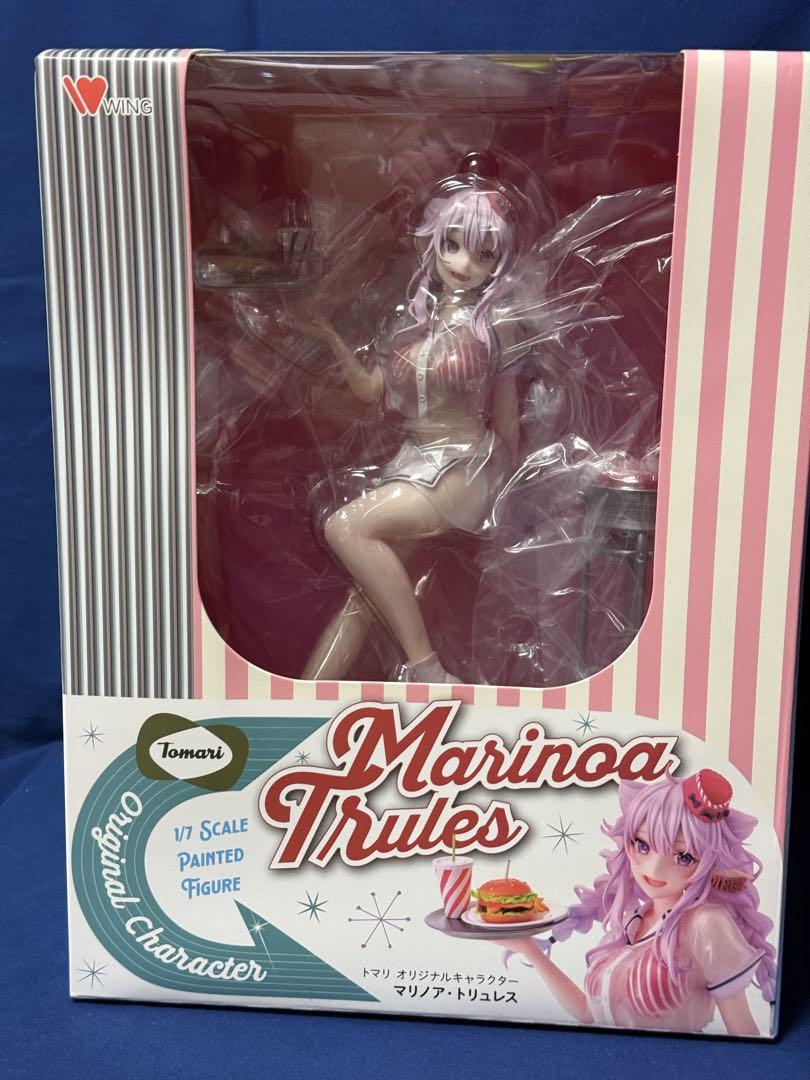 WING
Tomari
Original Character
1/7 SCALE
PAINTED
FIGURE
Marinoa
Trules
DINER
トマリ オリジナルキャラクター
マリノア・トリュレス